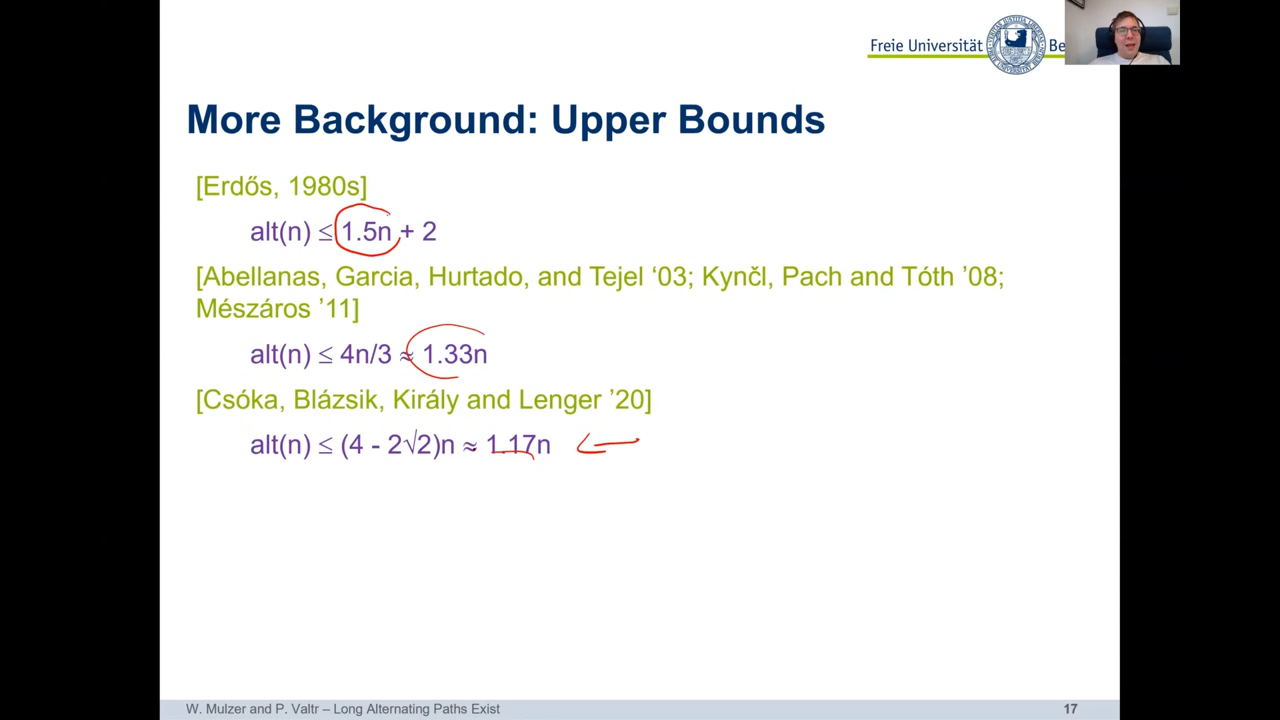 Freie Universität
Be
More Background: Upper Bounds
[Erdős, 1980s]
alt(n) ≤ 1.5n + 2
[Abellanas, Garcia, Hurtado, and Tejel ‘03; Kynčl, Pach and Tóth ’08;
Mészáros ’11]
alt(n) ≤ 4n/3 ≈ 1.33n
[Csóka, Blázsik, Király and Lenger ’20]
alt(n) ≤ (4 - 2√2)n ≈ 1.17n
W. Mulzer and P. Valtr – Long Alternating Paths Exist
17